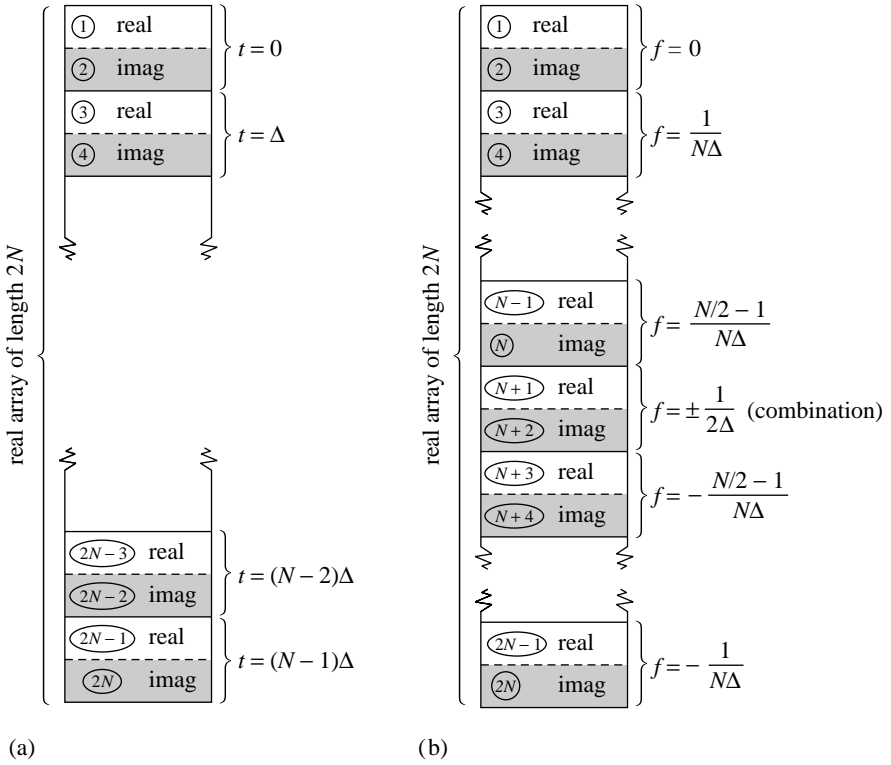 real array of length 2N
1 real
2 imag
t = 0
3 real
4 imag
t = Δ
2N − 3 real
2N − 2 imag
t = (N − 2)Δ
2N − 1 real
2N imag
t = (N − 1)Δ
(a)
real array of length 2N
1 real
2 imag
f = 0
3 real
4 imag
f = 1/NΔ
N − 1 real
N imag
f = N/2 − 1/NΔ
N + 1 real
N + 2 imag
f = ± 1/2Δ (combination)
N + 3 real
N + 4 imag
f = − N/2 − 1/NΔ
2N − 1 real
2N imag
f = − 1/NΔ
(b)